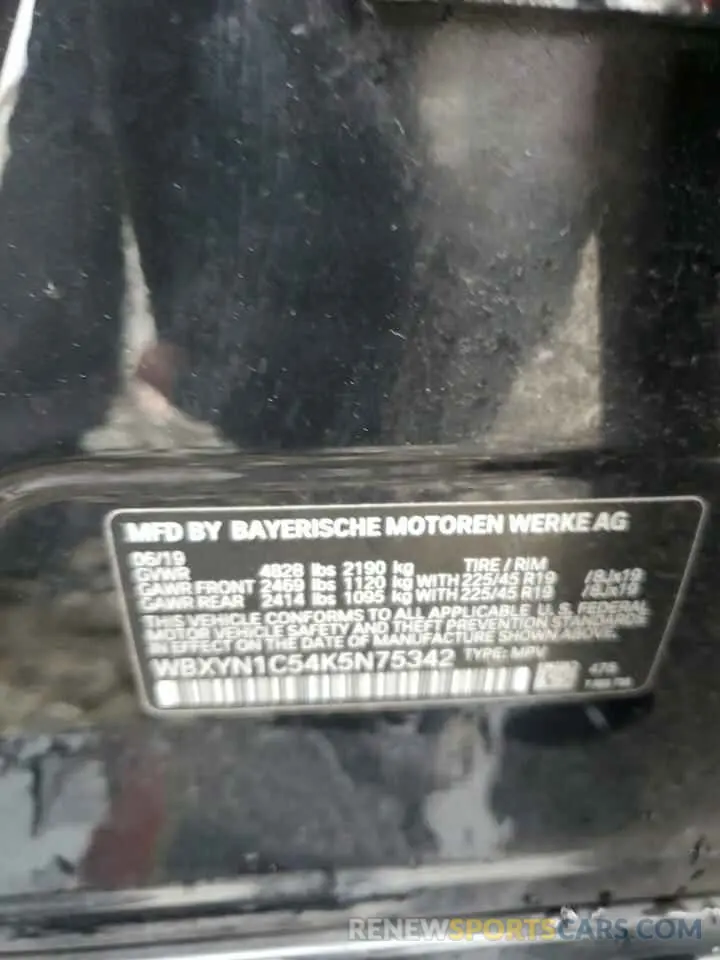 MFD BY BAYERISCHE MOTOREN WERKE AG
06/19
GVWR 4828 lbs 2190 kg TIRE / RIM
GAWR FRONT 2469 lbs 1120 kg WITH 225/45 R19 /8Jx19
GAWR REAR 2414 lbs 1095 kg WITH 225/45 R19 /8Jx19
THIS VEHICLE CONFORMS TO ALL APPLICABLE U.S. FEDERAL
MOTOR VEHICLE SAFETY AND THEFT PREVENTION STANDARDS
IN EFFECT ON THE DATE OF MANUFACTURE SHOWN ABOVE.
WBXYN1C54K5N75342 TYPE: MPV
RENEWSPORTSCARS.COM